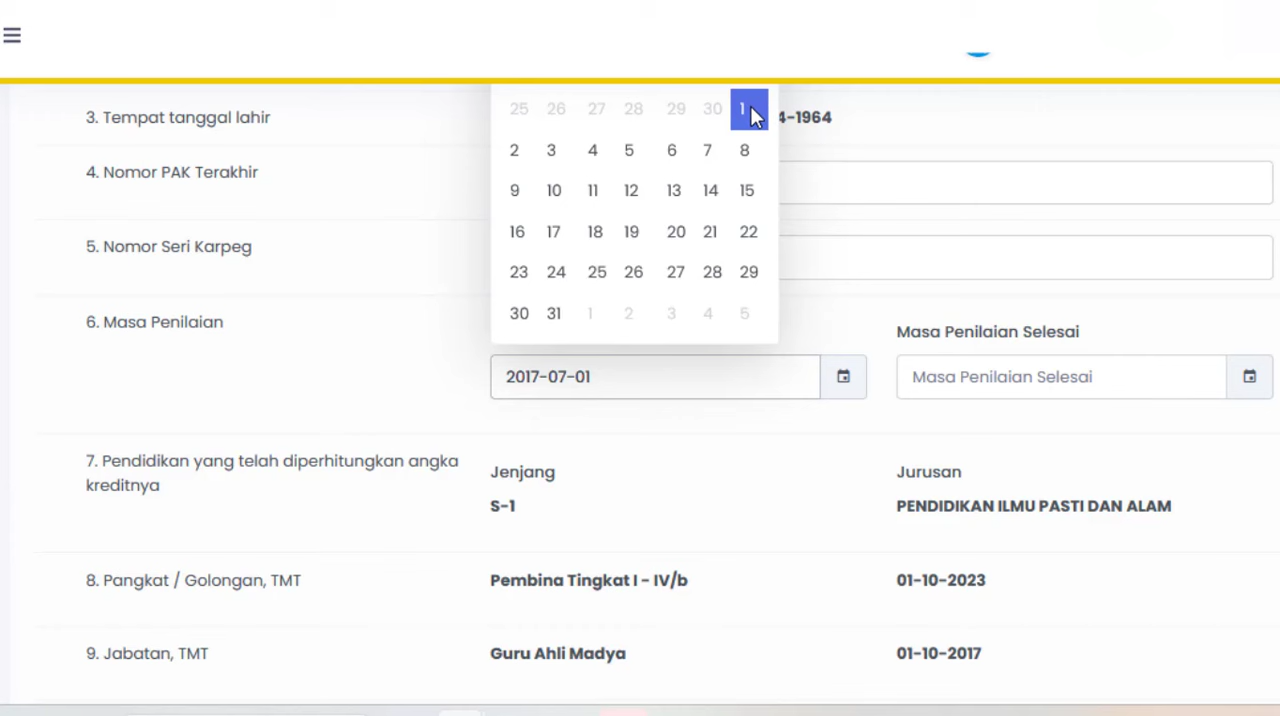 25 26 27 28 29 30 1
3. Tempat tanggal lahir
4-1964
2 3 4 5 6 7 8
4. Nomor PAK Terakhir
9 10 11 12 13 14 15
16 17 18 19 20 21 22
5. Nomor Seri Karpeg
23 24 25 26 27 28 29
30 31 1 2 3 4 5
6. Masa Penilaian
Masa Penilaian Selesai
2017-07-01
Masa Penilaian Selesai
7. Pendidikan yang telah diperhitungkan angka
kreditnya
Jenjang
Jurusan
S-1
PENDIDIKAN ILMU PASTI DAN ALAM
8. Pangkat / Golongan, TMT
Pembina Tingkat I - IV/b
01-10-2023
9. Jabatan, TMT
Guru Ahli Madya
01-10-2017